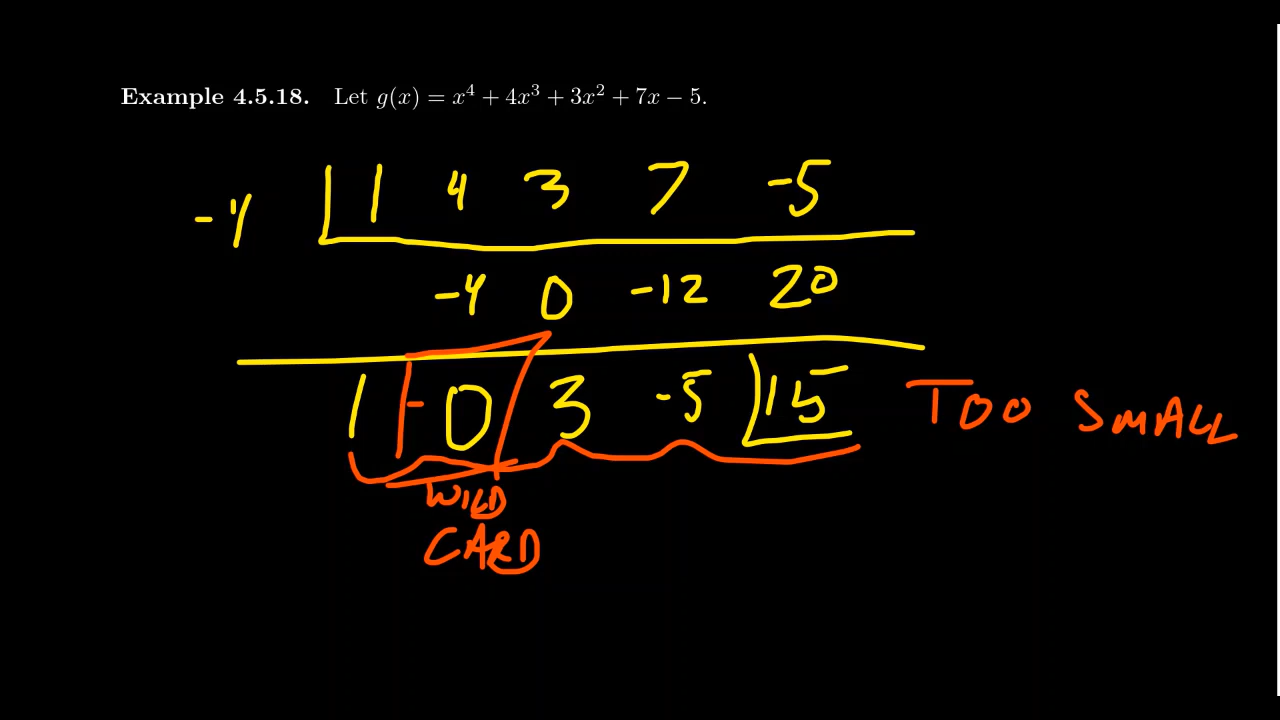 Example 4.5.18. Let g(x) = x⁴ + 4x³ + 3x² + 7x − 5.
-4 1 4 3 7 -5
-4 0 -12 20
1 -0 3 -5 15 TOO SMALL
WILD
CARD